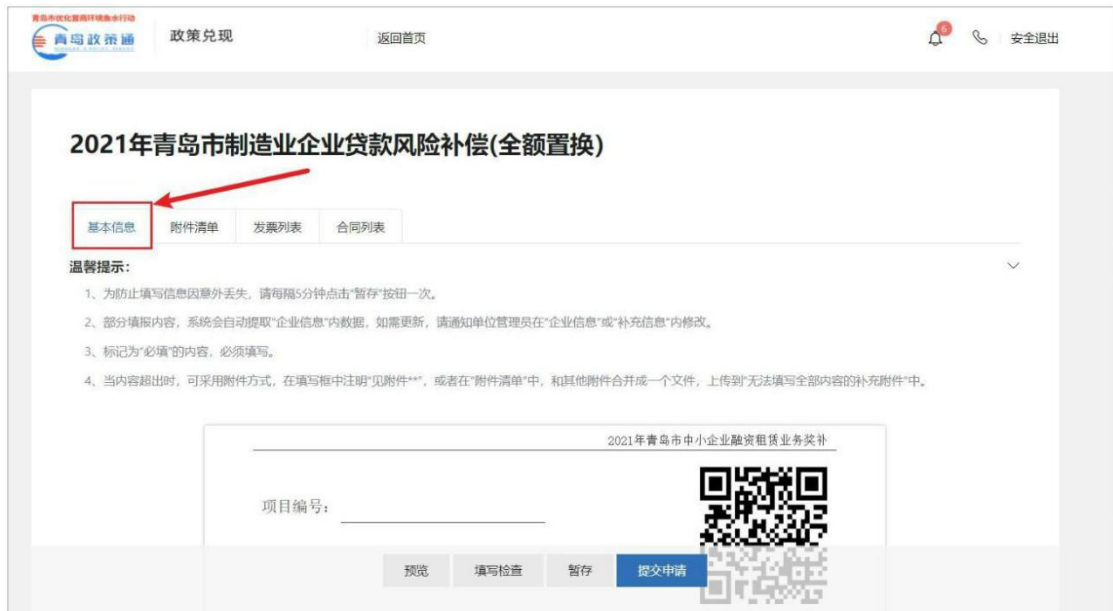 青岛市优化营商环境鱼水行动
青岛政策通
政策兑现
返回首页
6
安全退出
2021年青岛市制造业企业贷款风险补偿(全额置换)
基本信息
附件清单
发票列表
合同列表
温馨提示：
1、为防止填写信息因意外丢失，请每隔5分钟点击“暂存”按钮一次。
2、部分填报内容，系统会自动提取“企业信息”内数据，如需更新，请通知单位管理员在“企业信息”或“补充信息”内修改。
3、标记为“必填”的内容，必须填写。
4、当内容超出时，可采用附件方式，在填写框中注明“见附件**”，或者在“附件清单”中，和其他附件合并成一个文件，上传到“无法填写全部内容的补充附件”中。
2021年青岛市中小企业融资租赁业务奖补
项目编号：
预览
填写检查
暂存
提交申请